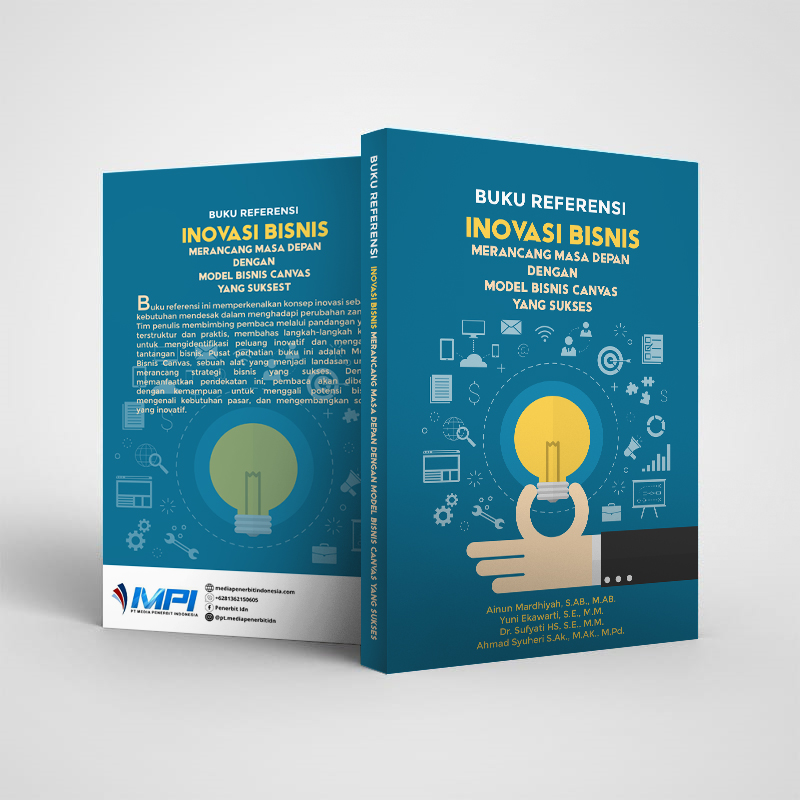 BUKU REFERENSI
INOVASI BISNIS
MERANCANG MASA DEPAN
DENGAN
MODEL BISNIS CANVAS
YANG SUKSEST
Buku referensi ini memperkenalkan konsep inovasi seb
kebutuhan mendesak dalam menghadapi perubahan zam
Tim penulis membimbing pembaca melalui pandangan y
terstruktur dan praktis, membahas langkah-langkah k
untuk mengidentifikasi peluang inovatif dan menga
tantangan bisnis. Pusat perhatian buku ini adalah Mo
Bisnis Canvas, sebuah alat yang menjadi landasan un
merancang strategi bisnis yang sukses. Den
memanfaatkan pendekatan ini, pembaca akan dibe
dengan kemampuan untuk menggali potensi bis
mengenali kebutuhan pasar, dan mengembangkan so
yang inovatif.
MPI
PT MEDIA PENERBIT INDONESIA
mediapenerbitindonesia.com
+6281362150605
Penerbit Idn
@pt.mediapenerbitidn
BUKU REFERENSI INOVASI BISNIS MERANCANG MASA DEPAN DENGAN MODEL BISNIS CANVAS YANG SUKSES
BUKU REFERENSI
INOVASI BISNIS
MERANCANG MASA DEPAN
DENGAN
MODEL BISNIS CANVAS
YANG SUKSES
Ainun Mardhiyah, S.AB., M.AB.
Yuni Ekawarti, S.E., M.M.
Dr. Sufyati HS, S.E., M.M.
Ahmad Syuheri S.Ak., M.AK., M.Pd.